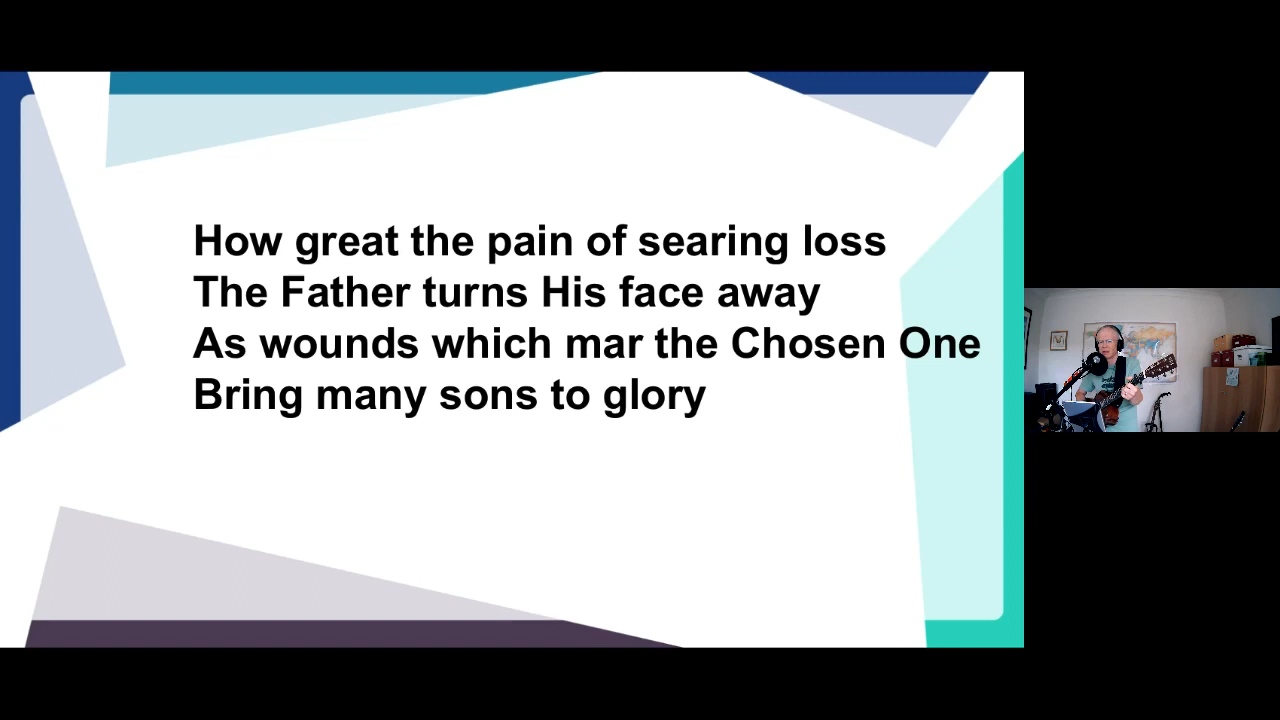 How great the pain of searing loss
The Father turns His face away
As wounds which mar the Chosen One
Bring many sons to glory